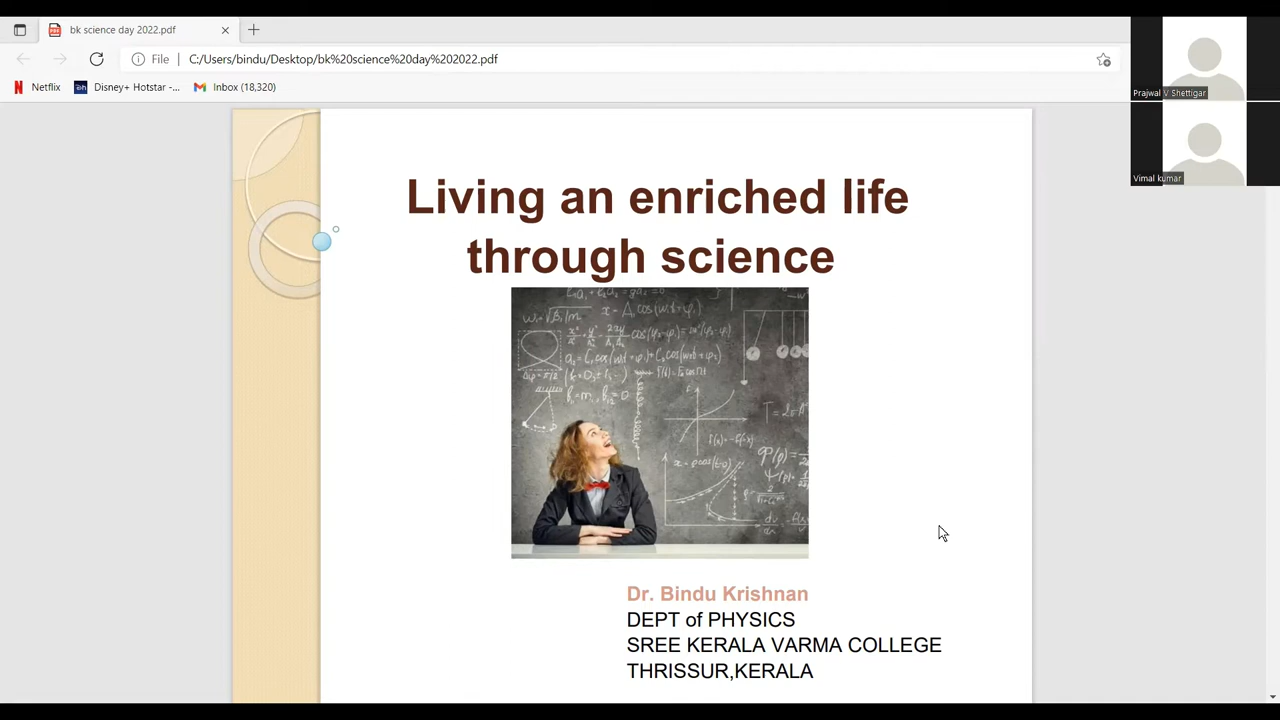 bk science day 2022.pdf
File
C:/Users/bindu/Desktop/bk%20science%20day%202022.pdf
Netflix
Disney+ Hotstar -...
Inbox (18,320)
Prajwal V Shettigar
Vimal kumar
Living an enriched life
through science
Dr. Bindu Krishnan
DEPT of PHYSICS
SREE KERALA VARMA COLLEGE
THRISSUR,KERALA